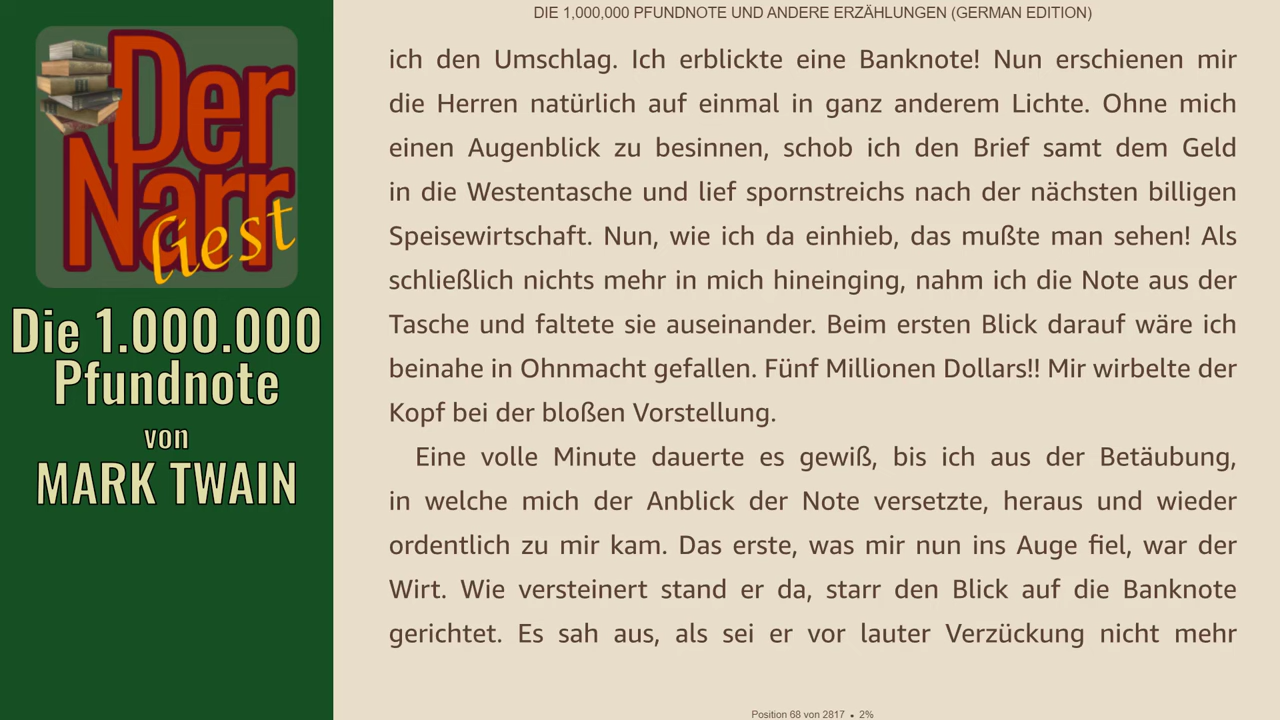 Der
Narr
liest
Die 1.000.000
Pfundnote
von
MARK TWAIN
DIE 1,000,000 PFUNDNOTE UND ANDERE ERZÄHLUNGEN (GERMAN EDITION)
ich den Umschlag. Ich erblickte eine Banknote! Nun erschienen mir
die Herren natürlich auf einmal in ganz anderem Lichte. Ohne mich
einen Augenblick zu besinnen, schob ich den Brief samt dem Geld
in die Westentasche und lief spornstreichs nach der nächsten billigen
Speisewirtschaft. Nun, wie ich da einhieb, das mußte man sehen! Als
schließlich nichts mehr in mich hineinging, nahm ich die Note aus der
Tasche und faltete sie auseinander. Beim ersten Blick darauf wäre ich
beinahe in Ohnmacht gefallen. Fünf Millionen Dollars!! Mir wirbelte der
Kopf bei der bloßen Vorstellung.
Eine volle Minute dauerte es gewiß, bis ich aus der Betäubung,
in welche mich der Anblick der Note versetzte, heraus und wieder
ordentlich zu mir kam. Das erste, was mir nun ins Auge fiel, war der
Wirt. Wie versteinert stand er da, starr den Blick auf die Banknote
gerichtet. Es sah aus, als sei er vor lauter Verzückung nicht mehr
Position 68 von 2817 • 2%